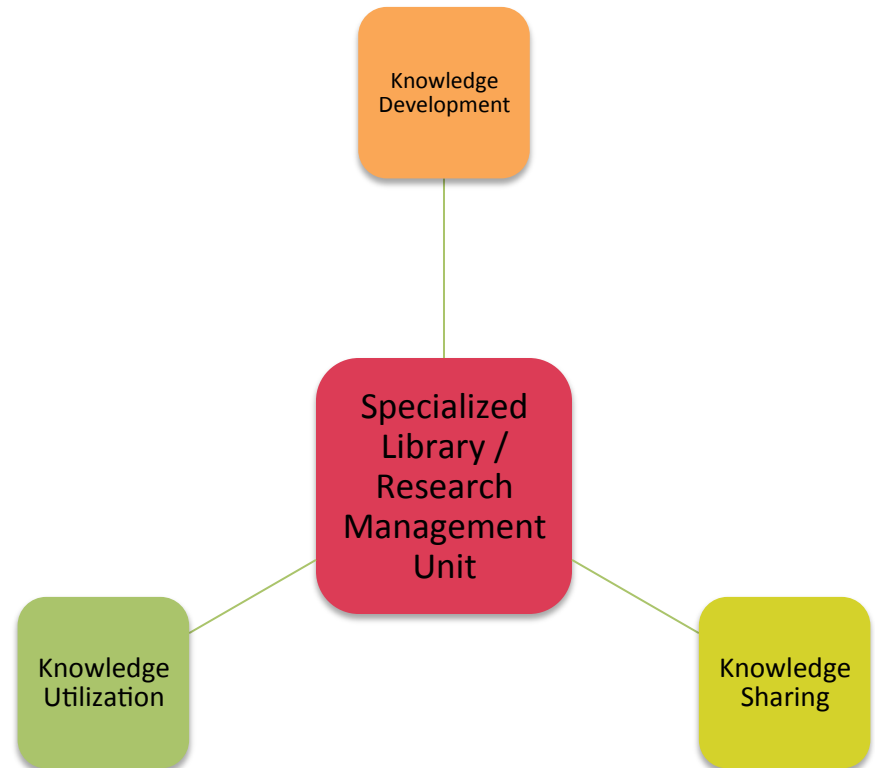 Knowledge
Development
Specialized
Library /
Research
Management
Unit
Knowledge
Utilization
Knowledge
Sharing